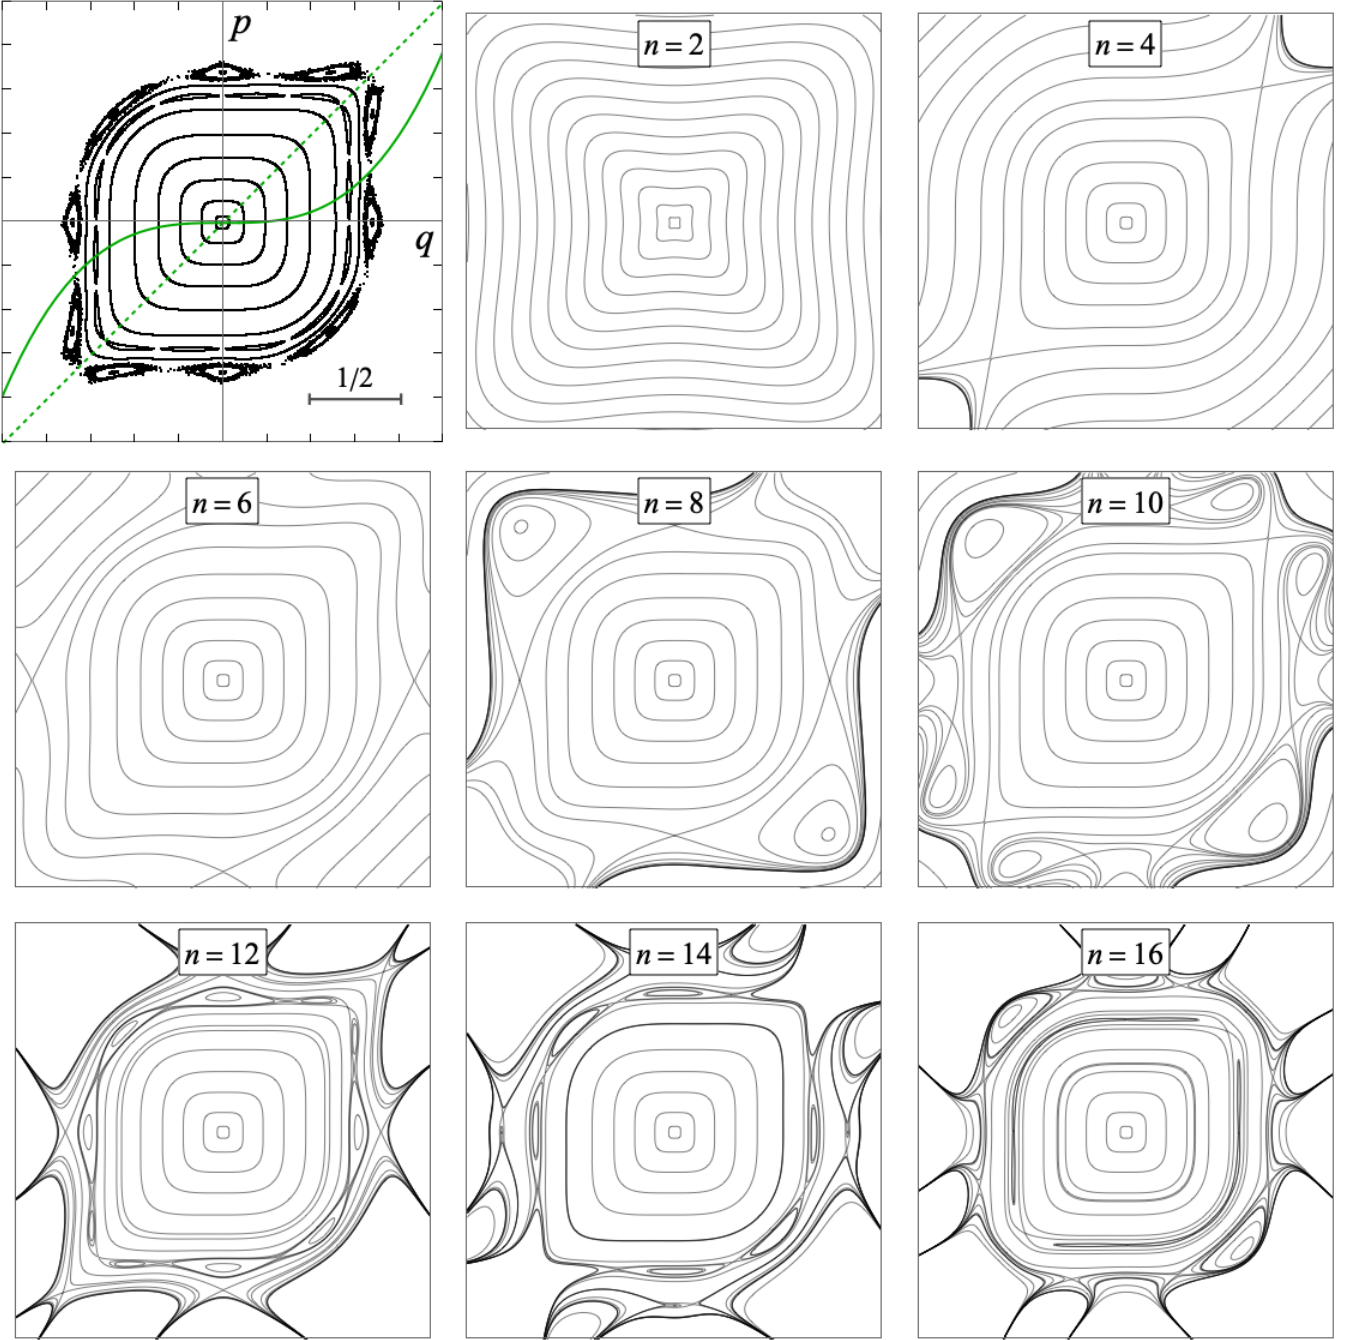 p
q
1/2
n = 2
n = 4
n = 6
n = 8
n = 10
n = 12
n = 14
n = 16